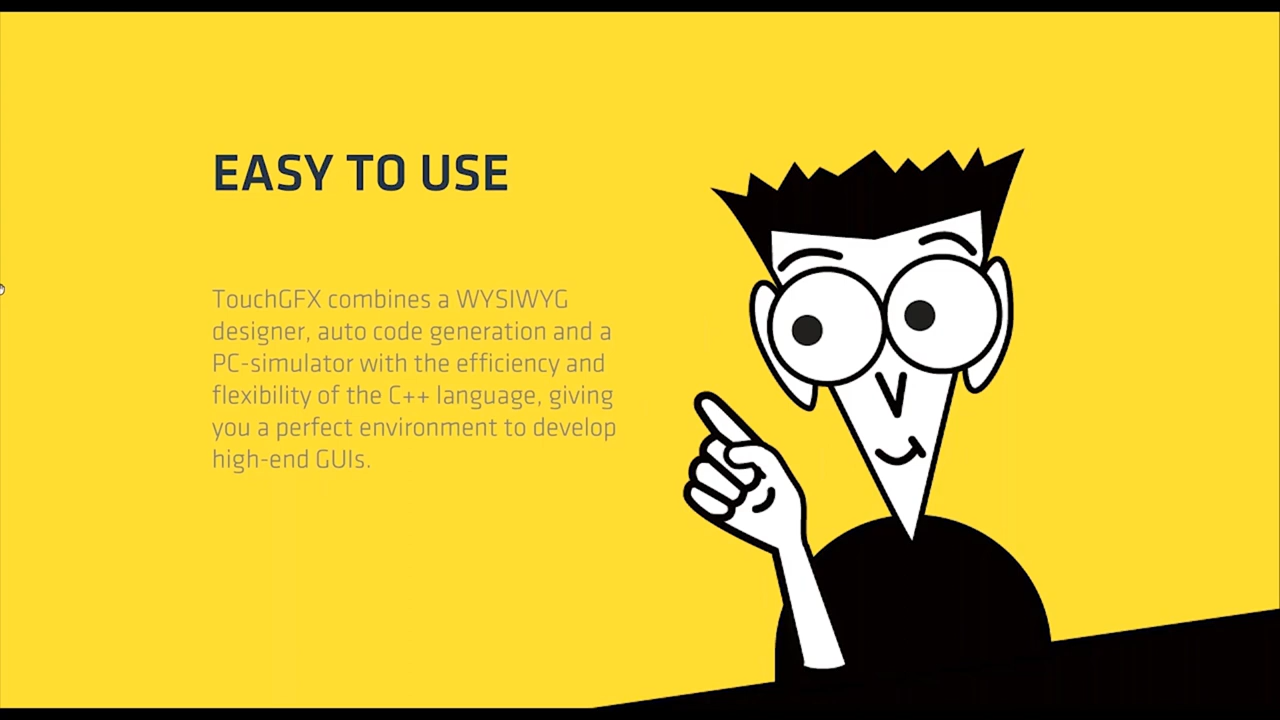 EASY TO USE
TouchGFX combines a WYSIWYG
designer, auto code generation and a
PC-simulator with the efficiency and
flexibility of the C++ language, giving
you a perfect environment to develop
high-end GUIs.